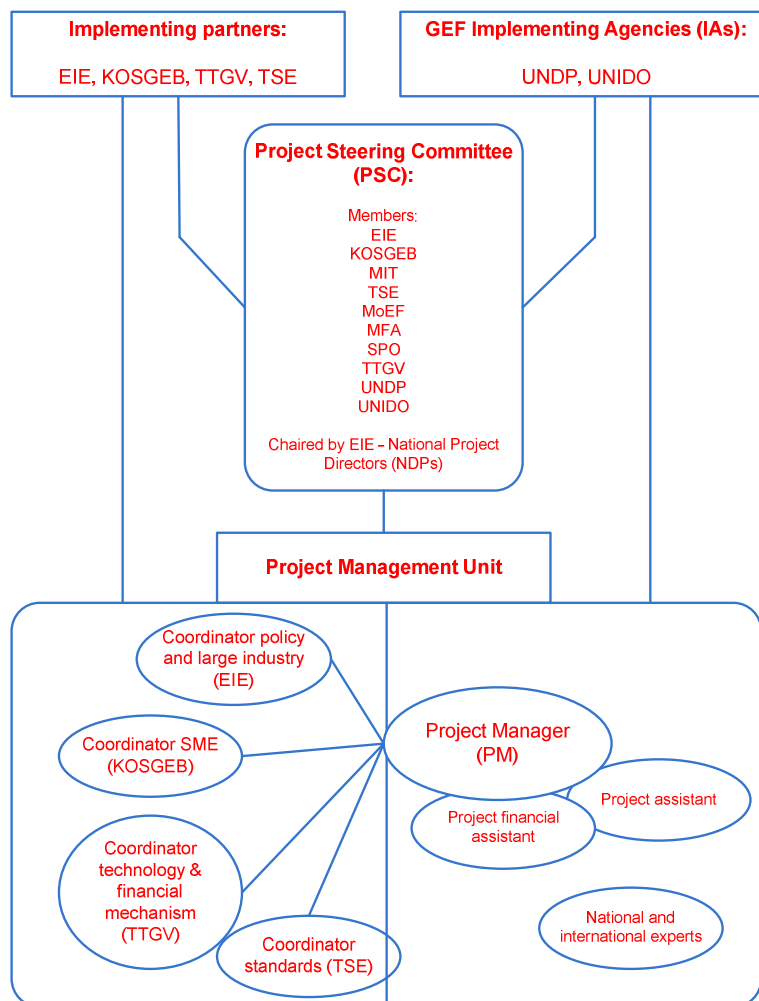 Implementing partners:
EIE, KOSGEB, TTGV, TSE
GEF Implementing Agencies (IAs):
UNDP, UNIDO
Project Steering Committee
(PSC):
Members:
EIE
KOSGEB
MIT
TSE
MoEF
MFA
SPO
TTGV
UNDP
UNIDO
Chaired by EIE – National Project
Directors (NDPs)
Project Management Unit
Coordinator policy
and large industry
(EIE)
Coordinator SME
(KOSGEB)
Coordinator
technology &
financial
mechanism
(TTGV)
Coordinator
standards (TSE)
Project Manager
(PM)
Project financial
assistant
Project assistant
National and
international experts